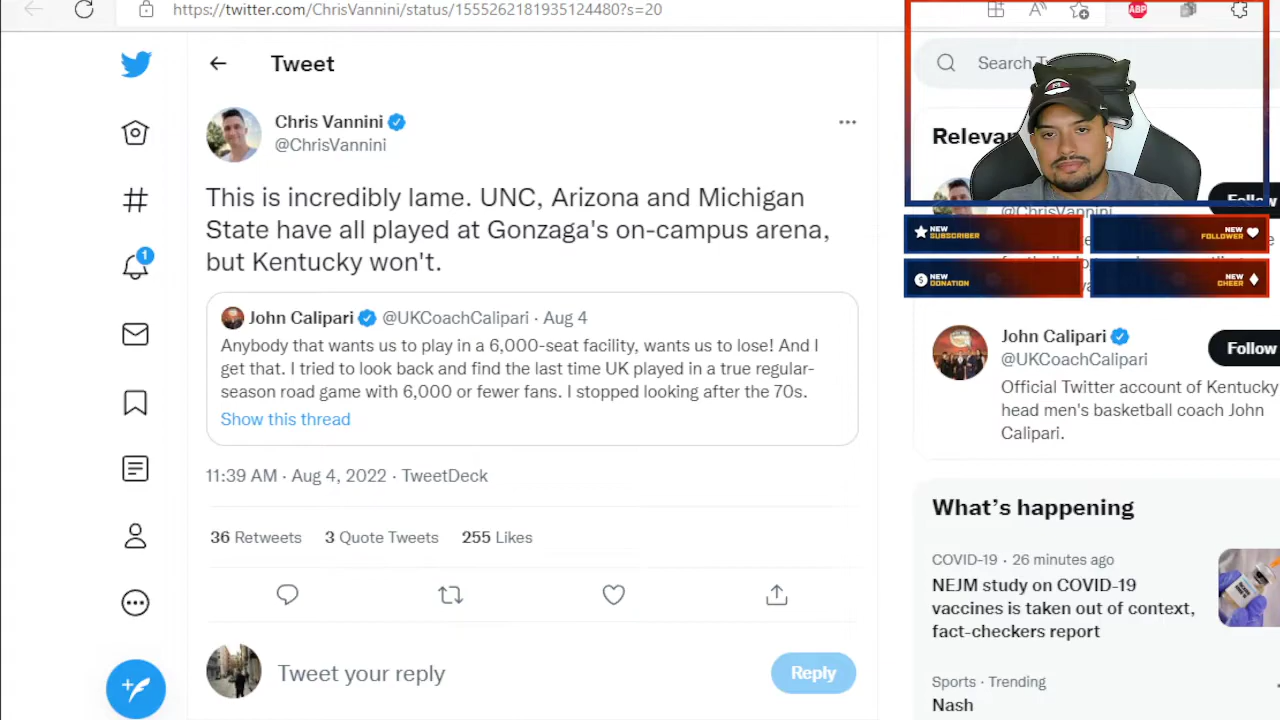 https://twitter.com/ChrisVannini/status/1555262181935124480?s=20
ABP
Tweet
Chris Vannini
@ChrisVannini
This is incredibly lame. UNC, Arizona and Michigan
State have all played at Gonzaga's on-campus arena,
but Kentucky won't.
John Calipari @UKCoachCalipari · Aug 4
Anybody that wants us to play in a 6,000-seat facility, wants us to lose! And I
get that. I tried to look back and find the last time UK played in a true regular-
season road game with 6,000 or fewer fans. I stopped looking after the 70s.
Show this thread
11:39 AM · Aug 4, 2022 · TweetDeck
36 Retweets 3 Quote Tweets 255 Likes
Tweet your reply
Reply
1
Search
Follow
@ChrisVannini
NEW
SUBSCRIBER
NEW
FOLLOWER
NEW
DONATION
NEW
CHEER
John Calipari
@UKCoachCalipari
Follow
Official Twitter account of Kentucky
head men's basketball coach John
Calipari.
What's happening
COVID-19 · 26 minutes ago
NEJM study on COVID-19
vaccines is taken out of context,
fact-checkers report
Sports · Trending
Nash